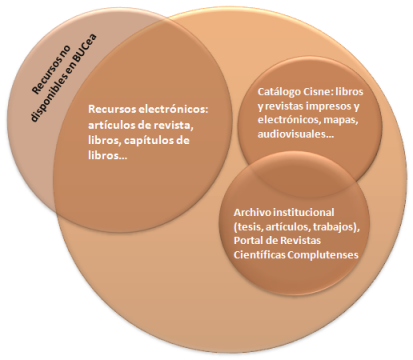 Recursos no
disponibles en BUCea
Recursos electrónicos:
artículos de revista,
libros, capítulos de
libros...
Catálogo Cisne: libros
y revistas impresos y
electrónicos, mapas,
audiovisuales...
Archivo institucional
(tesis, artículos, trabajos),
Portal de Revistas
Científicas Complutenses